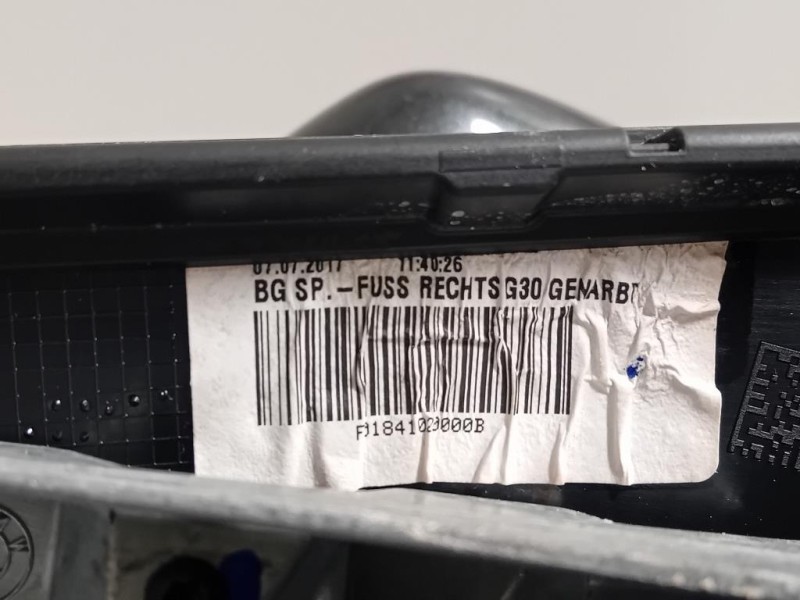 07.07.2017 11:40:26
BG SP.-FUSS RECHTS G30 GENARBT